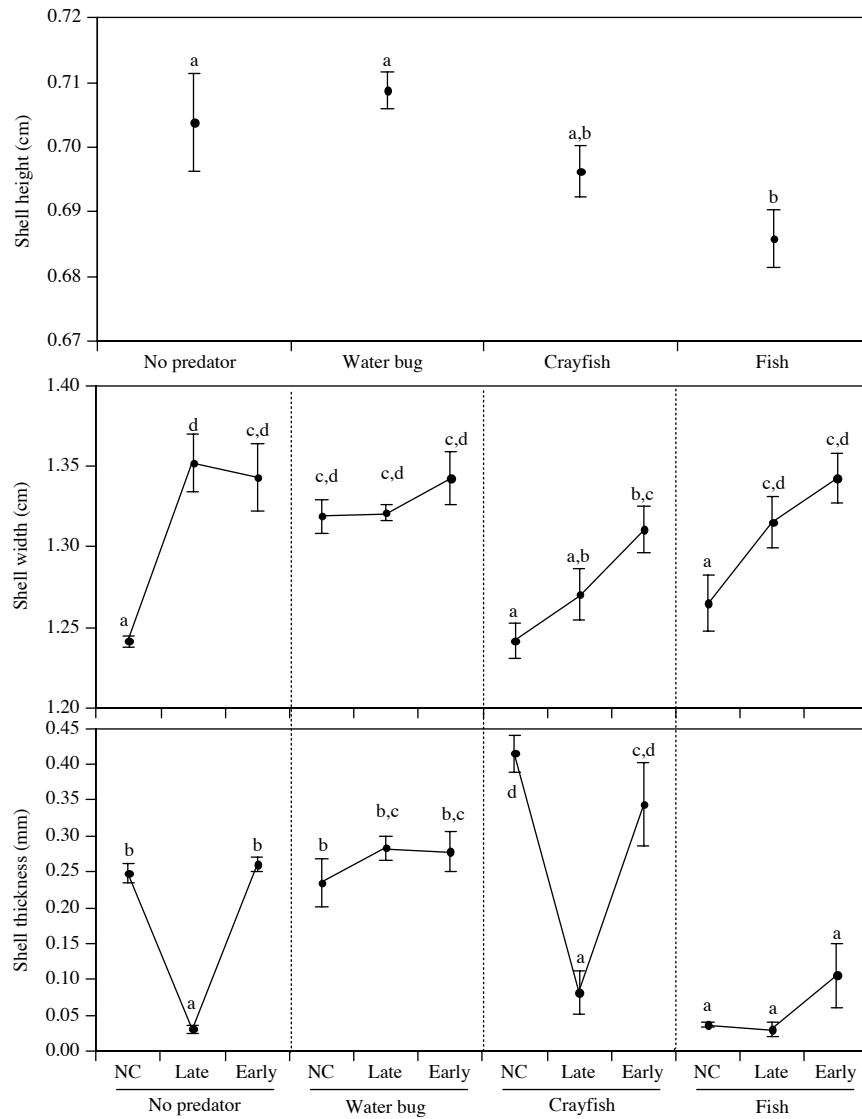 0.72
a
a
0.71
a,b
0.70
b
0.69
0.68
0.67
Shell height (cm)
No predator Water bug Crayfish Fish
1.40
d
c,d
c,d
c,d
c,d
c,d
1.35
b,c
c,d
1.30
a,b
a
a
a
1.25
1.20
Shell width (cm)
0.45
c,d
0.40
d
0.35
b,c
b,c
b
b
b
0.30
0.25
0.20
a
0.15
a
a
a
a
0.10
0.05
0.00
Shell thickness (mm)
NC Late Early NC Late Early NC Late Early NC Late Early
No predator Water bug Crayfish Fish